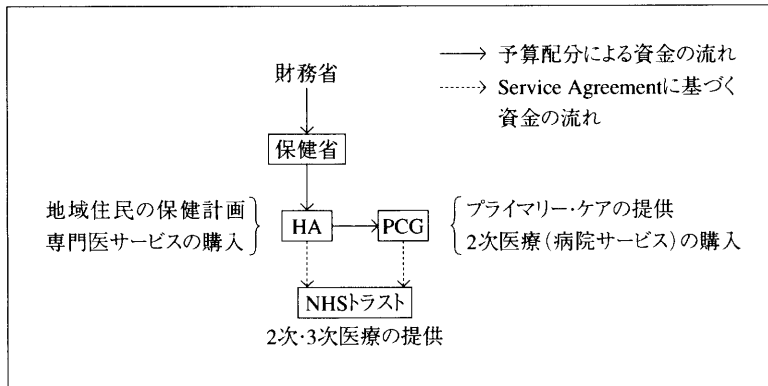 予算配分による資金の流れ
Service Agreementに基づく
資金の流れ
財務省
保健省
地域住民の保健計画
専門医サービスの購入
HA
PCG
プライマリー・ケアの提供
2次医療(病院サービス)の購入
NHSトラスト
2次・3次医療の提供